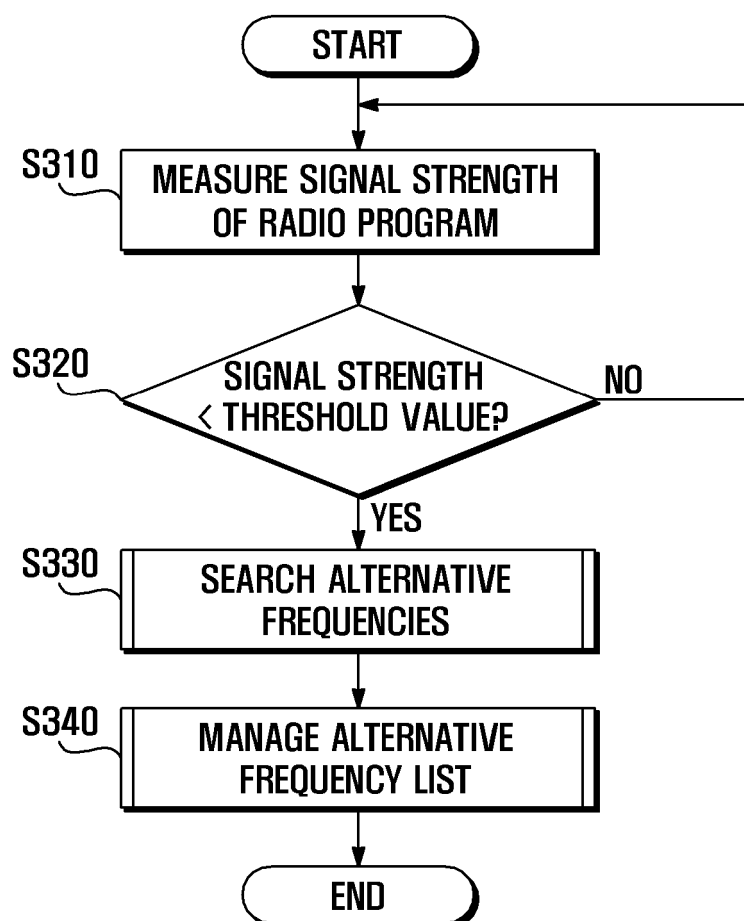 START
S310
MEASURE SIGNAL STRENGTH
OF RADIO PROGRAM
S320
SIGNAL STRENGTH
< THRESHOLD VALUE?
NO
YES
S330
SEARCH ALTERNATIVE
FREQUENCIES
S340
MANAGE ALTERNATIVE
FREQUENCY LIST
END